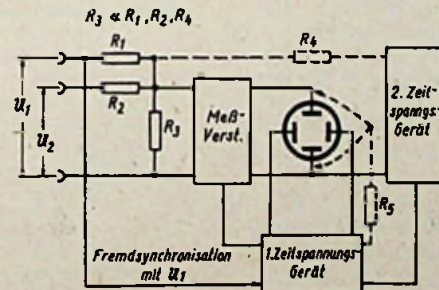 R₃ ≪ R₁, R₂, R₄
R₁
R₄
R₂
R₃
U₁
U₂
Meß-
Verst.
2. Zeit-
spanngs.
Gerät
R₅
Fremdsynchronisation
mit U₁
1.Zeitspannungs-
Gerät